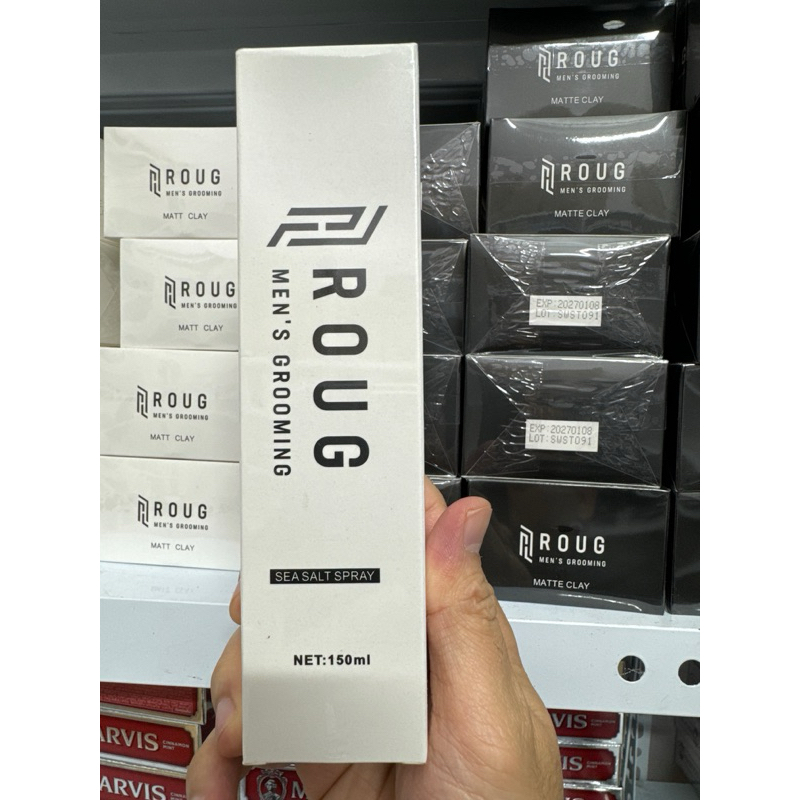 ROUG
MEN'S GROOMING
SEA SALT SPRAY
NET:150ml
ROUG
MEN'S GROOMING
MATT CLAY
ROUG
MEN'S GROOMING
MATT CLAY
ROUG
MEN'S GROOMING
MATT CLAY
ROUG
MEN'S GROOMING
MATT CLAY
ROUG
MEN'S GROOMING
MATTE CLAY
ROUG
MEN'S GROOMING
MATTE CLAY
EXP:20270108
LOT:SWST091
EXP:20270108
LOT:SWST091
ROUG
MEN'S GROOMING
MATTE CLAY
ARVIS
CINNAMON
MINT
ARVIS